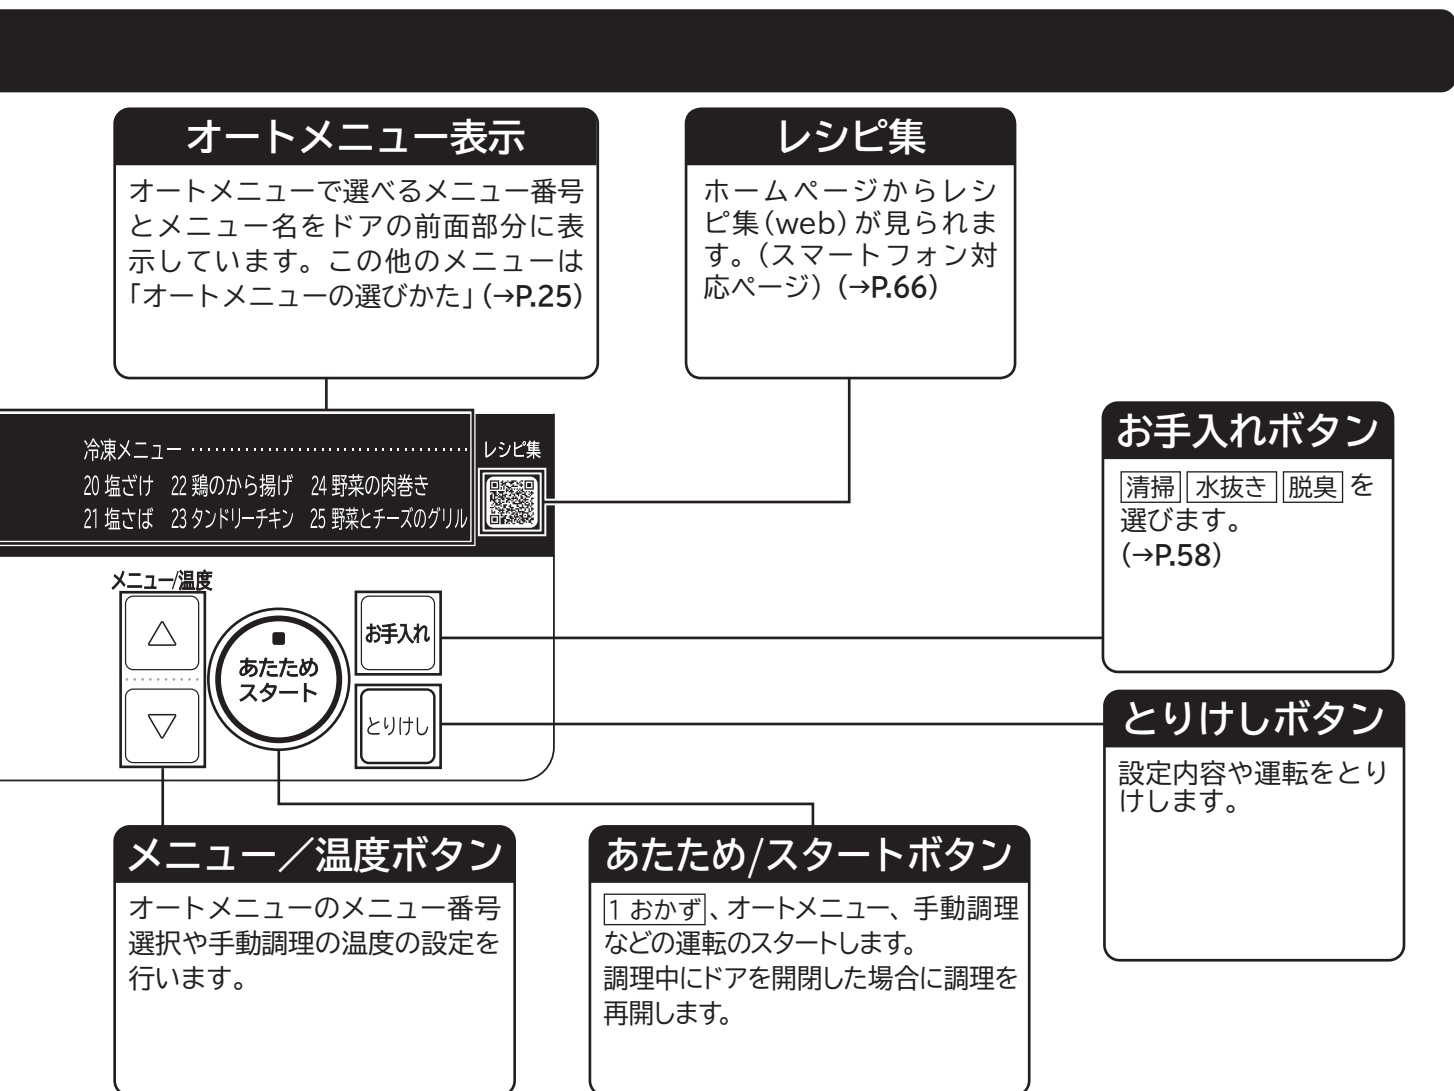 オートメニュー表示
オートメニューで選べるメニュー番号
とメニュー名をドアの前面部分に表
示しています。この他のメニューは
「オートメニューの選びかた」(→P.25)
レシピ集
ホームページからレシ
ピ集(web)が見られま
す。(スマートフォン対
応ページ)(→P.66)
冷凍メニュー
20 塩ざけ 22 鶏のから揚げ 24 野菜の肉巻き
21 塩さば 23 タンドリーチキン 25 野菜とチーズのグリル
レシピ集
お手入れボタン
清掃 水抜き 脱臭 を
選びます。
(→P.58)
メニュー/温度
△
▽
あたため
スタート
お手入れ
とりけし
とりけしボタン
設定内容や運転をとり
けします。
メニュー/温度ボタン
オートメニューのメニュー番号
選択や手動調理の温度の設定を
行います。
あたため/スタートボタン
1 おかず、オートメニュー、手動調理
などの運転のスタートします。
調理中にドアを開閉した場合に調理を
再開します。